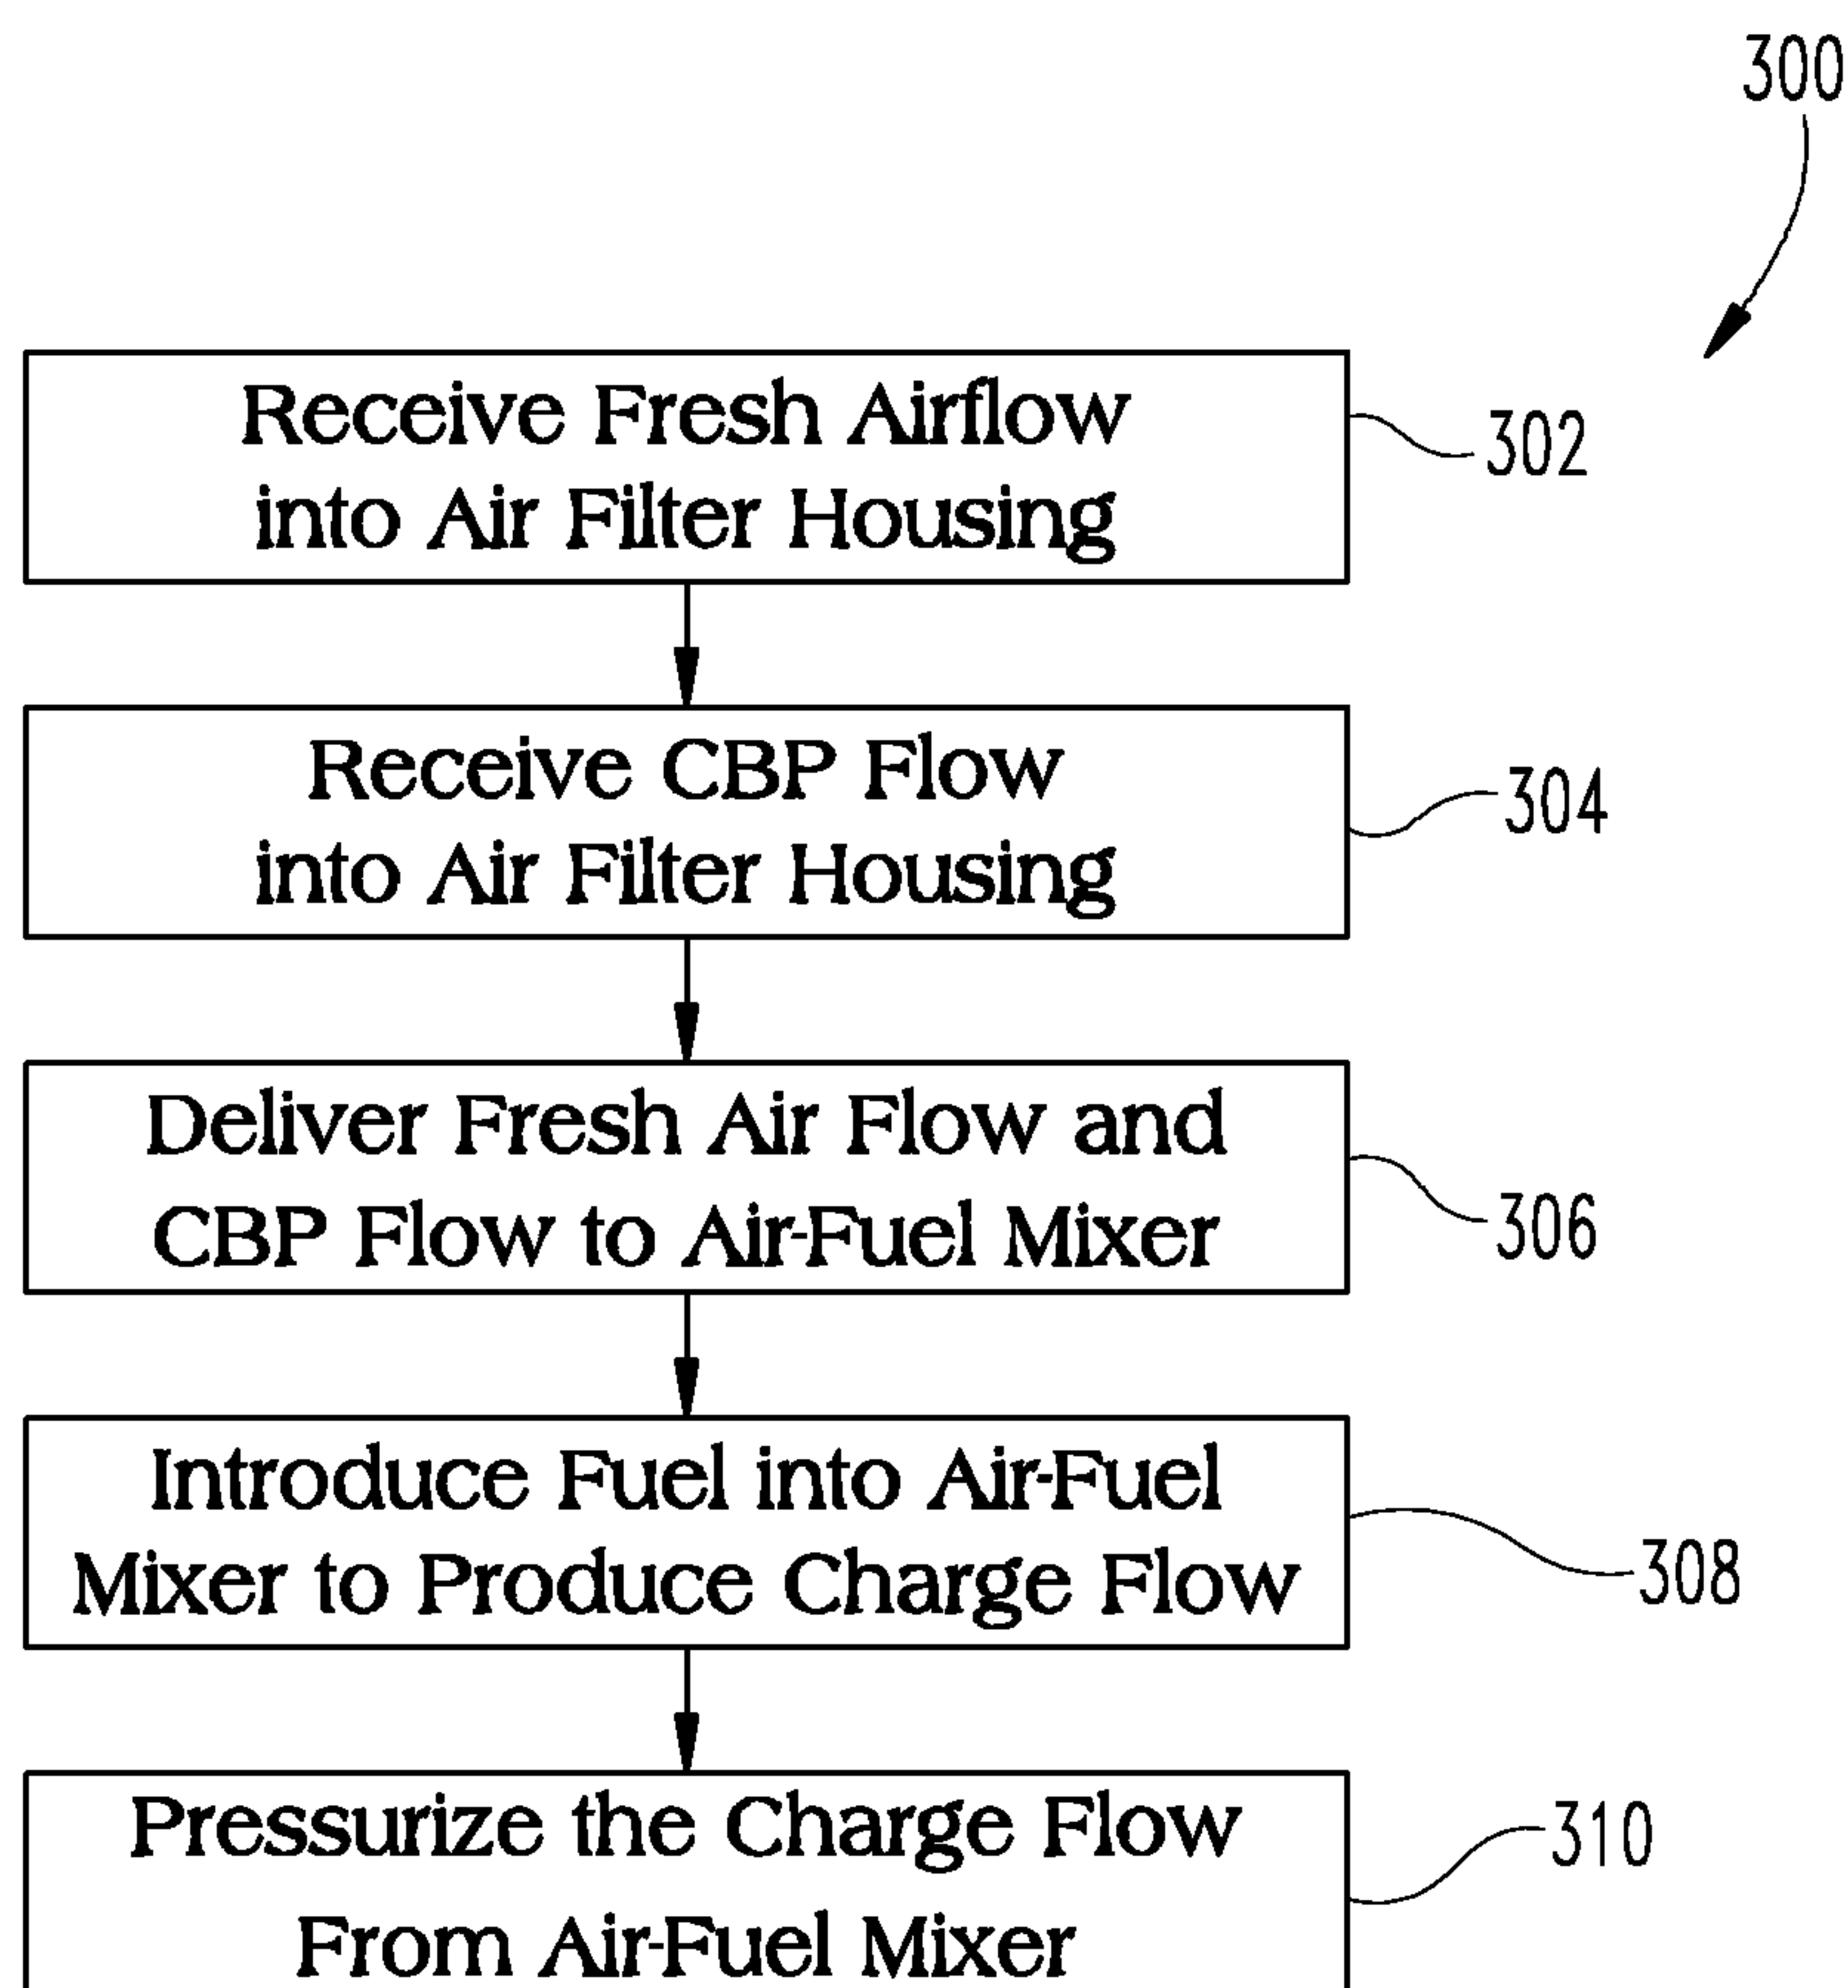 300
Receive Fresh Airflow
into Air Filter Housing
302
Receive CBP Flow
into Air Filter Housing
304
Deliver Fresh Air Flow and
CBP Flow to Air-Fuel Mixer
306
Introduce Fuel into Air-Fuel
Mixer to Produce Charge Flow
308
Pressurize the Charge Flow
From Air-Fuel Mixer
310